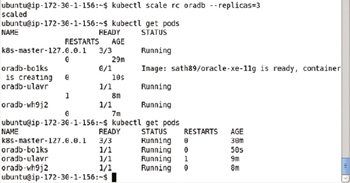 ubuntu@ip-172-30-1-156:~$ kubectl scale rc oradb --replicas=3
scaled
ubuntu@ip-172-30-1-156:~$ kubectl get pods
NAME READY STATUS
RESTARTS AGE
k8s-master-127.0.0.1 3/3 Running
0 29m
oradb-bo1ks 0/1 Image: sath89/oracle-xe-11g is ready, container
is creating 0 10s
oradb-ulavr 1/1 Running
1 8m
oradb-wh9j2 1/1 Running
0 7m
ubuntu@ip-172-30-1-156:~$ kubectl get pods
NAME READY STATUS RESTARTS AGE
k8s-master-127.0.0.1 3/3 Running 0 30m
oradb-bo1ks 1/1 Running 0 50s
oradb-ulavr 1/1 Running 1 9m
oradb-wh9j2 1/1 Running 0 8m
ubuntu@ip-172-30-1-156:~$